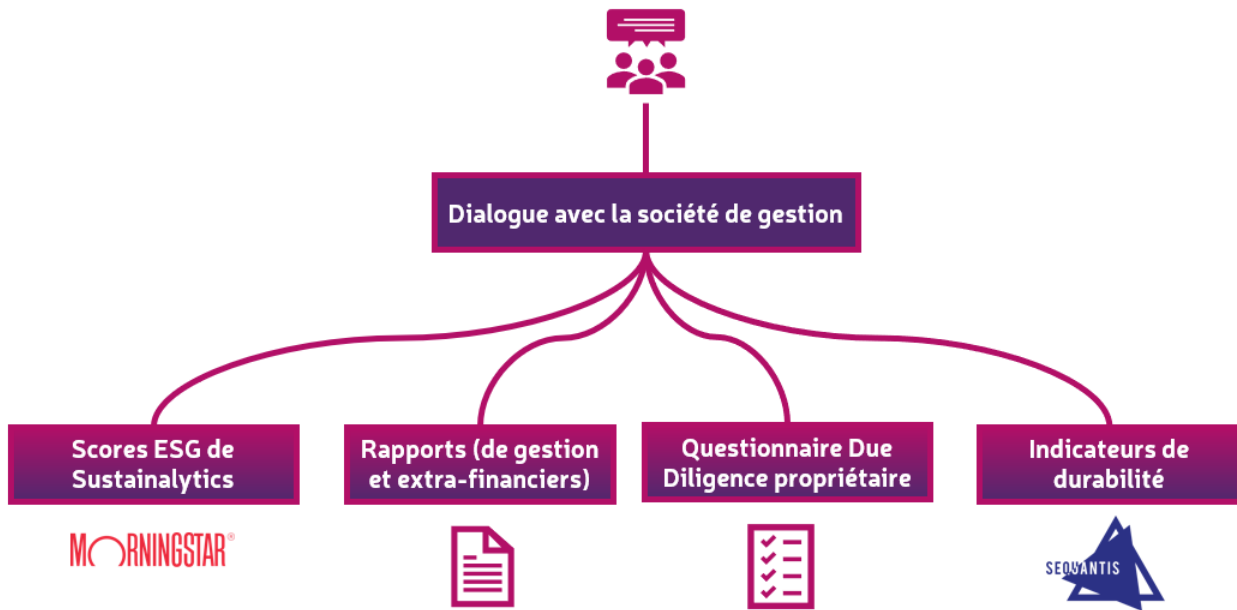 Dialogue avec la société de gestion
Scores ESG de
Sustainalytics
Rapports (de gestion
et extra-financiers)
Questionnaire Due
Diligence propriétaire
Indicateurs de
durabilité
MORNINGSTAR®
SEQUANTIS